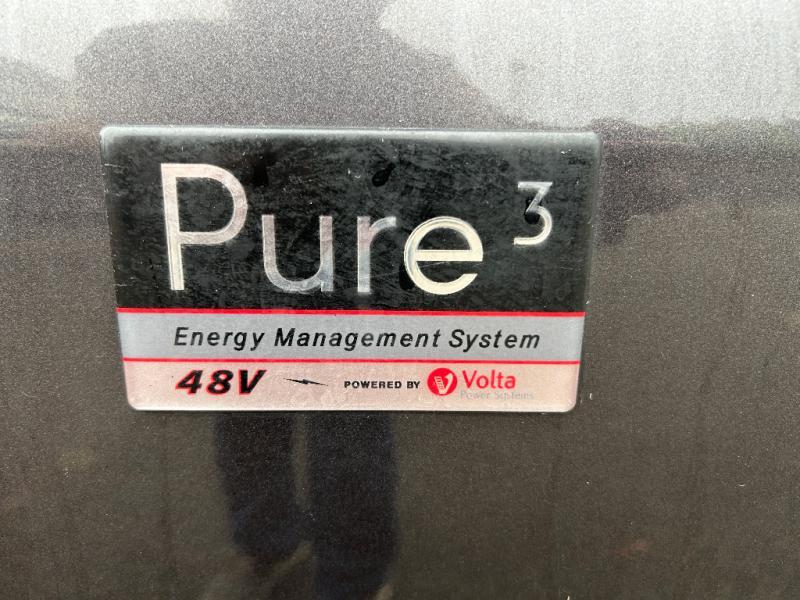 Pure³
Energy Management System
48V POWERED BY Volta
Power Systems